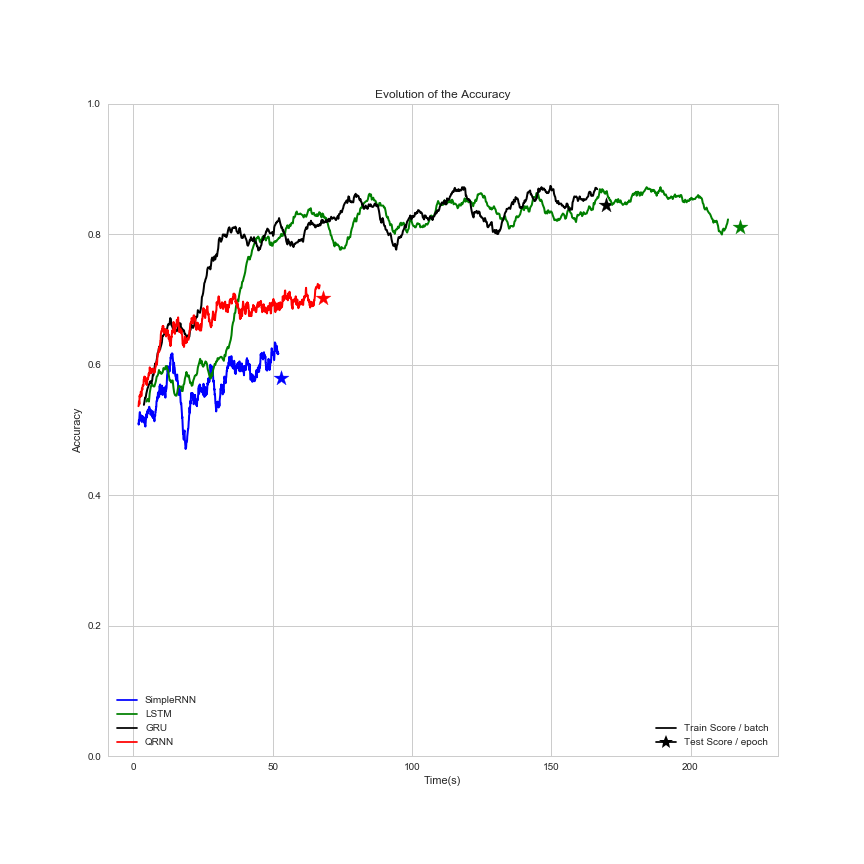 Evolution of the Accuracy
1.0
0.8
0.6
0.4
0.2
0.0
Accuracy
0
50
100
150
200
Time(s)
SimpleRNN
LSTM
GRU
QRNN
Train Score / batch
Test Score / epoch